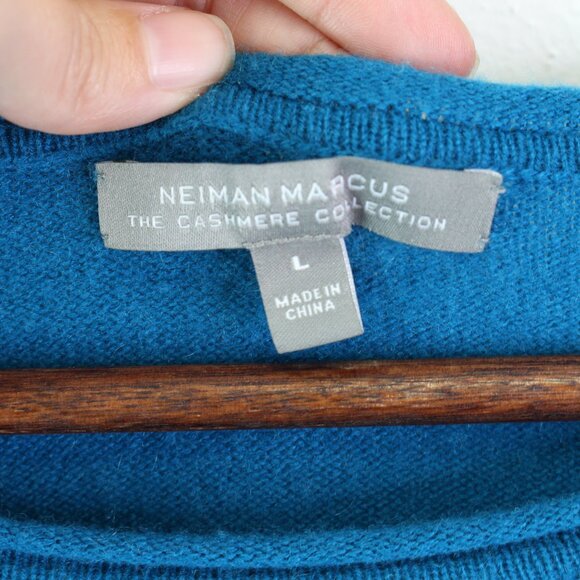 NEIMAN MARCUS
THE CASHMERE COLLECTION
L
MADE IN
CHINA